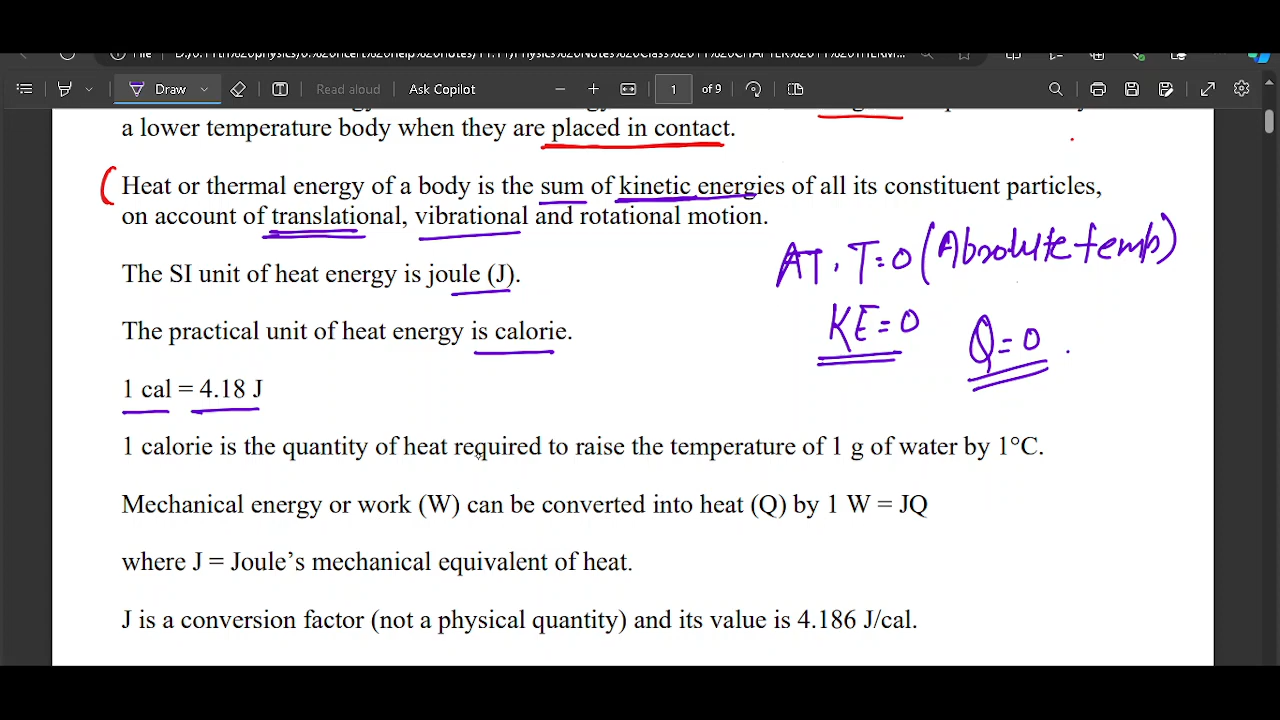 Draw
Read aloud
Ask Copilot
1
of 9
a lower temperature body when they are placed in contact.
Heat or thermal energy of a body is the sum of kinetic energies of all its constituent particles,
on account of translational, vibrational and rotational motion.
AT, T=0 (Absolute temp)
The SI unit of heat energy is joule (J).
KE=0
Q=0
The practical unit of heat energy is calorie.
1 cal = 4.18 J
1 calorie is the quantity of heat required to raise the temperature of 1 g of water by 1°C.
Mechanical energy or work (W) can be converted into heat (Q) by 1 W = JQ
where J = Joule’s mechanical equivalent of heat.
J is a conversion factor (not a physical quantity) and its value is 4.186 J/cal.